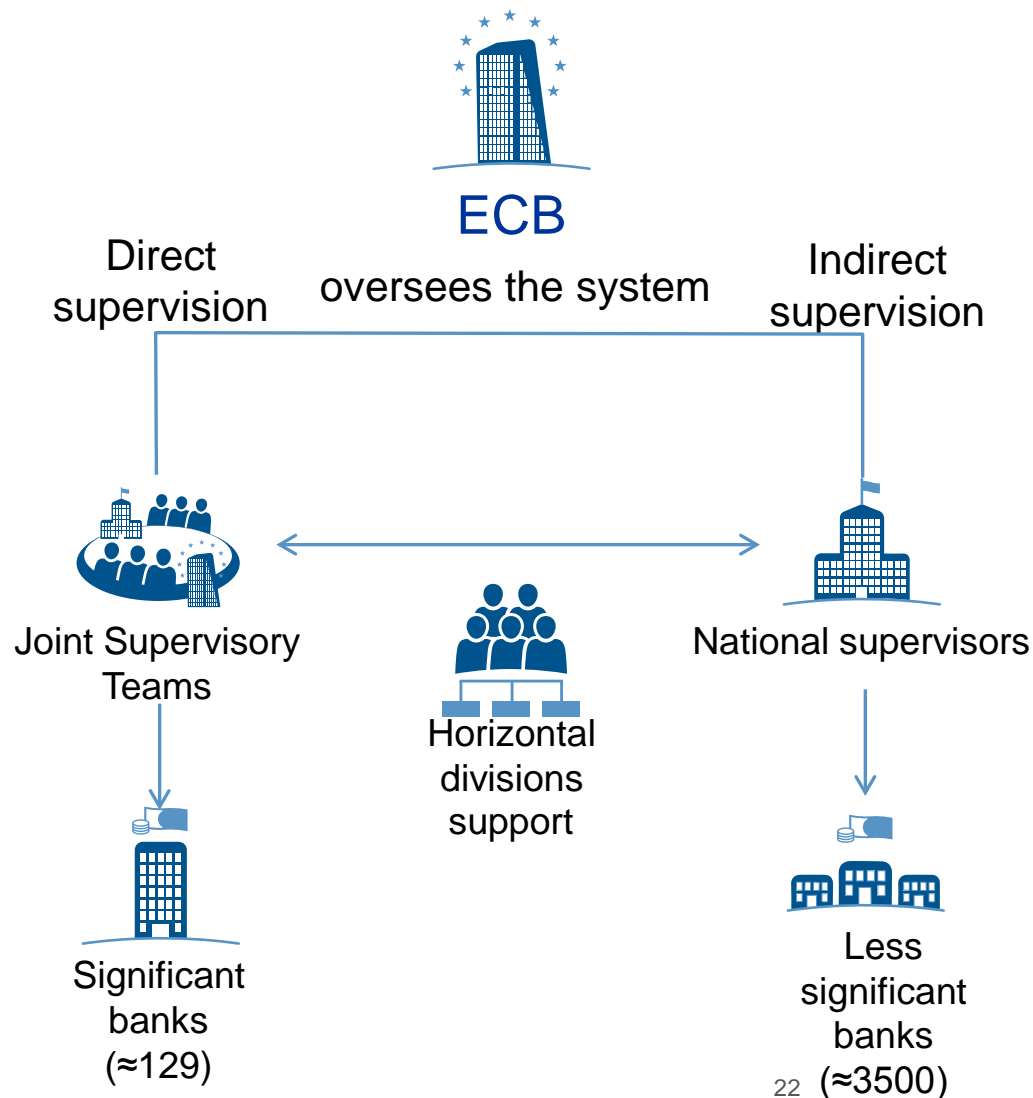 ECB
Direct
supervision
oversees the system
Indirect
supervision
Joint Supervisory
Teams
National supervisors
Horizontal
divisions
support
Significant
banks
(≈129)
Less
significant
banks
(≈3500)
22